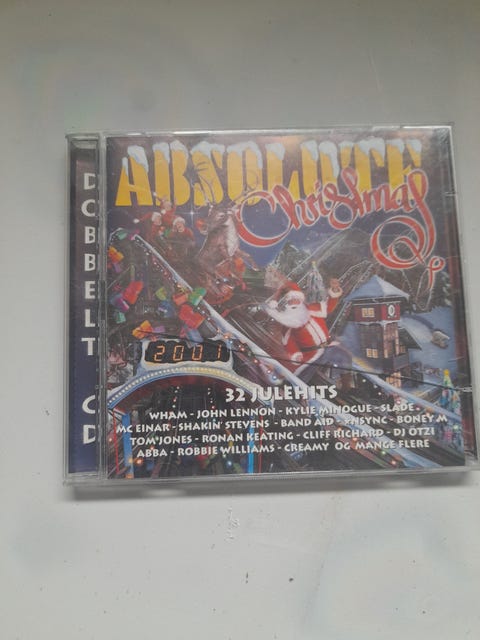 DOBBELT CD
ABSOLUTE
Christmas
2001
32 JULEHITS
WHAM - JOHN LENNON - KYLIE MINOGUE - SLADE
MC EINAR - SHAKIN' STEVENS - BAND AID - *NSYNC - BONEY M
TOM JONES - RONAN KEATING - CLIFF RICHARD - DJ ÖTZI
ABBA - ROBBIE WILLIAMS - CREAMY OG MANGE FLERE